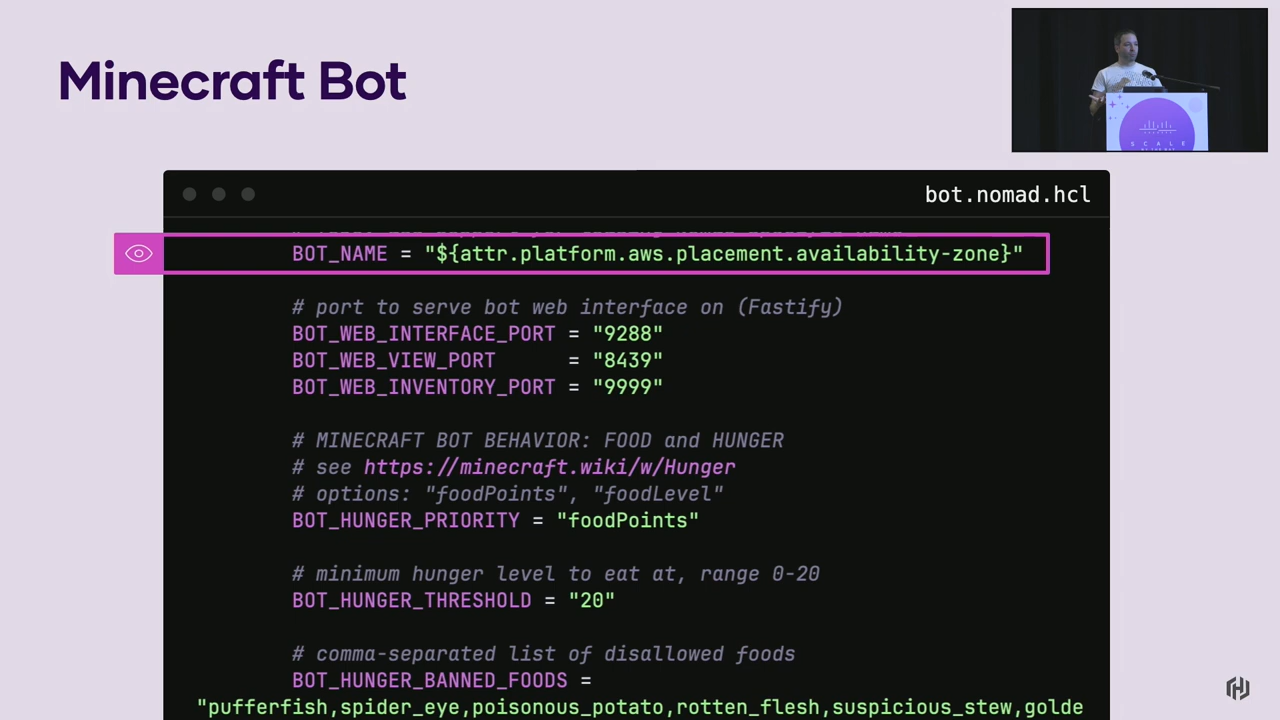 Minecraft Bot
bot.nomad.hcl
BOT_NAME = "${attr.platform.aws.placement.availability-zone}"
# port to serve bot web interface on (Fastify)
BOT_WEB_INTERFACE_PORT = "9288"
BOT_WEB_VIEW_PORT      = "8439"
BOT_WEB_INVENTORY_PORT = "9999"
# MINECRAFT BOT BEHAVIOR: FOOD and HUNGER
# see https://minecraft.wiki/w/Hunger
# options: "foodPoints", "foodLevel"
BOT_HUNGER_PRIORITY = "foodPoints"
# minimum hunger level to eat at, range 0-20
BOT_HUNGER_THRESHOLD = "20"
# comma-separated list of disallowed foods
BOT_HUNGER_BANNED_FOODS =
"pufferfish,spider_eye,poisonous_potato,rotten_flesh,suspicious_stew,golde
SCALE